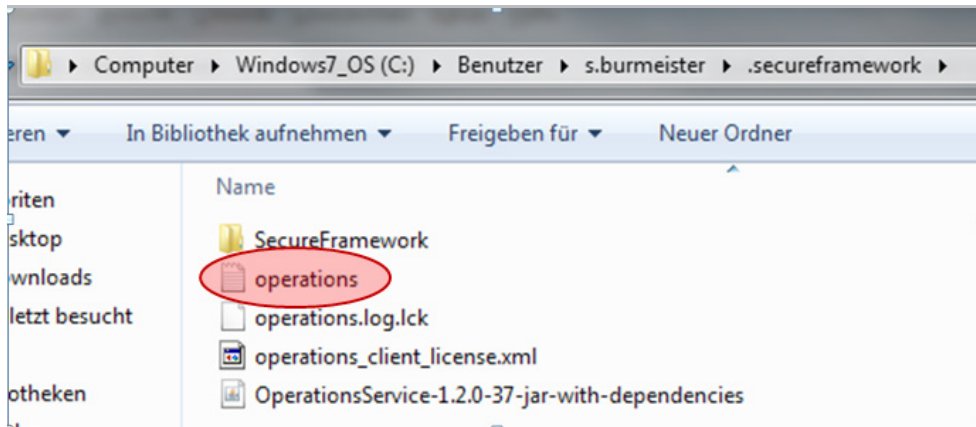 Computer ▸ Windows7_OS (C:) ▸ Benutzer ▸ s.burmeister ▸ .secureframework ▸
eren In Bibliothek aufnehmen Freigeben für Neuer Ordner
Name
riten
sktop
wnloads
letzt besucht
otheken
SecureFramework
operations
operations.log.lck
operations_client_license.xml
OperationsService-1.2.0-37-jar-with-dependencies